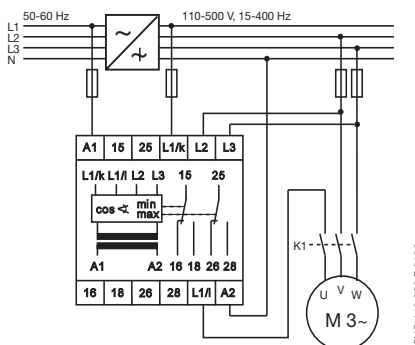 50-60 Hz 110-500 V, 15-400 Hz
L1
L2
L3
N
A1 15 25 L1/k L2 L3
L1/k L1/l L2 L3 15 25
cos min
max
A1 A2 16 18 26 28
16 18 26 28 L1/l A2
K1
U V W
M 3~